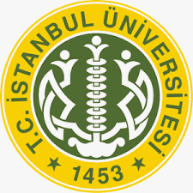 T.C. İSTANBUL ÜNİVERSİTESİ
★ 1453 ★